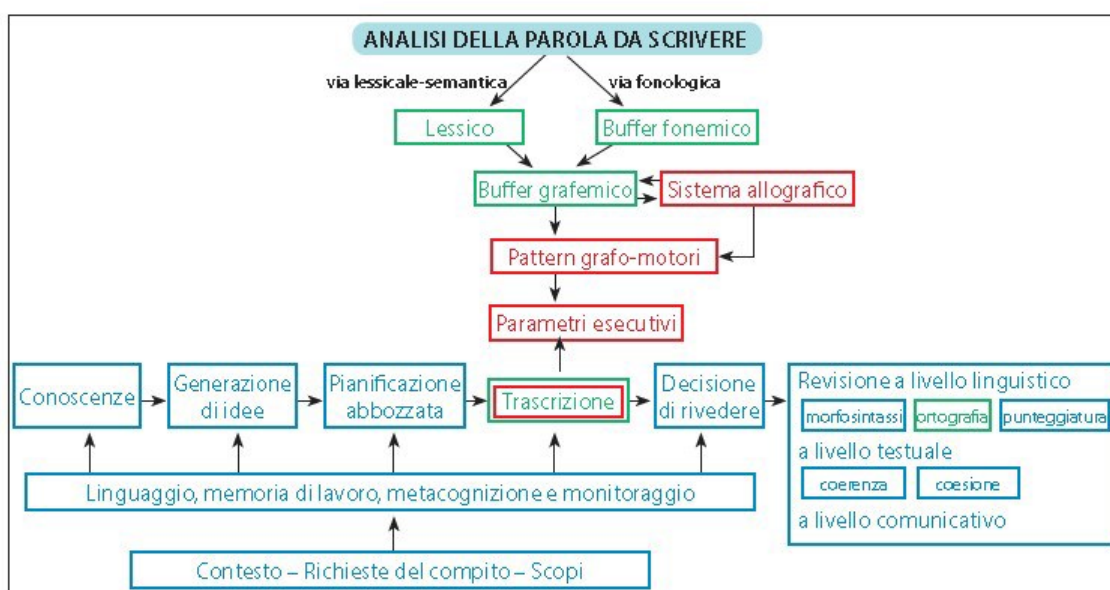 ANALISI DELLA PAROLA DA SCRIVERE
via lessicale-semantica
via fonologica
Lessico
Buffer fonemico
Buffer grafemico
Sistema allografico
Pattern grafo-motori
Parametri esecutivi
Conoscenze
Generazione
di idee
Pianificazione
abbozzata
Trascrizione
Decisione
di rivedere
Revisione a livello linguistico
morfosintassi
ortografia
punteggiatura
a livello testuale
coerenza
coesione
a livello comunicativo
Linguaggio, memoria di lavoro, metacognizione e monitoraggio
Contesto – Richieste del compito – Scopi